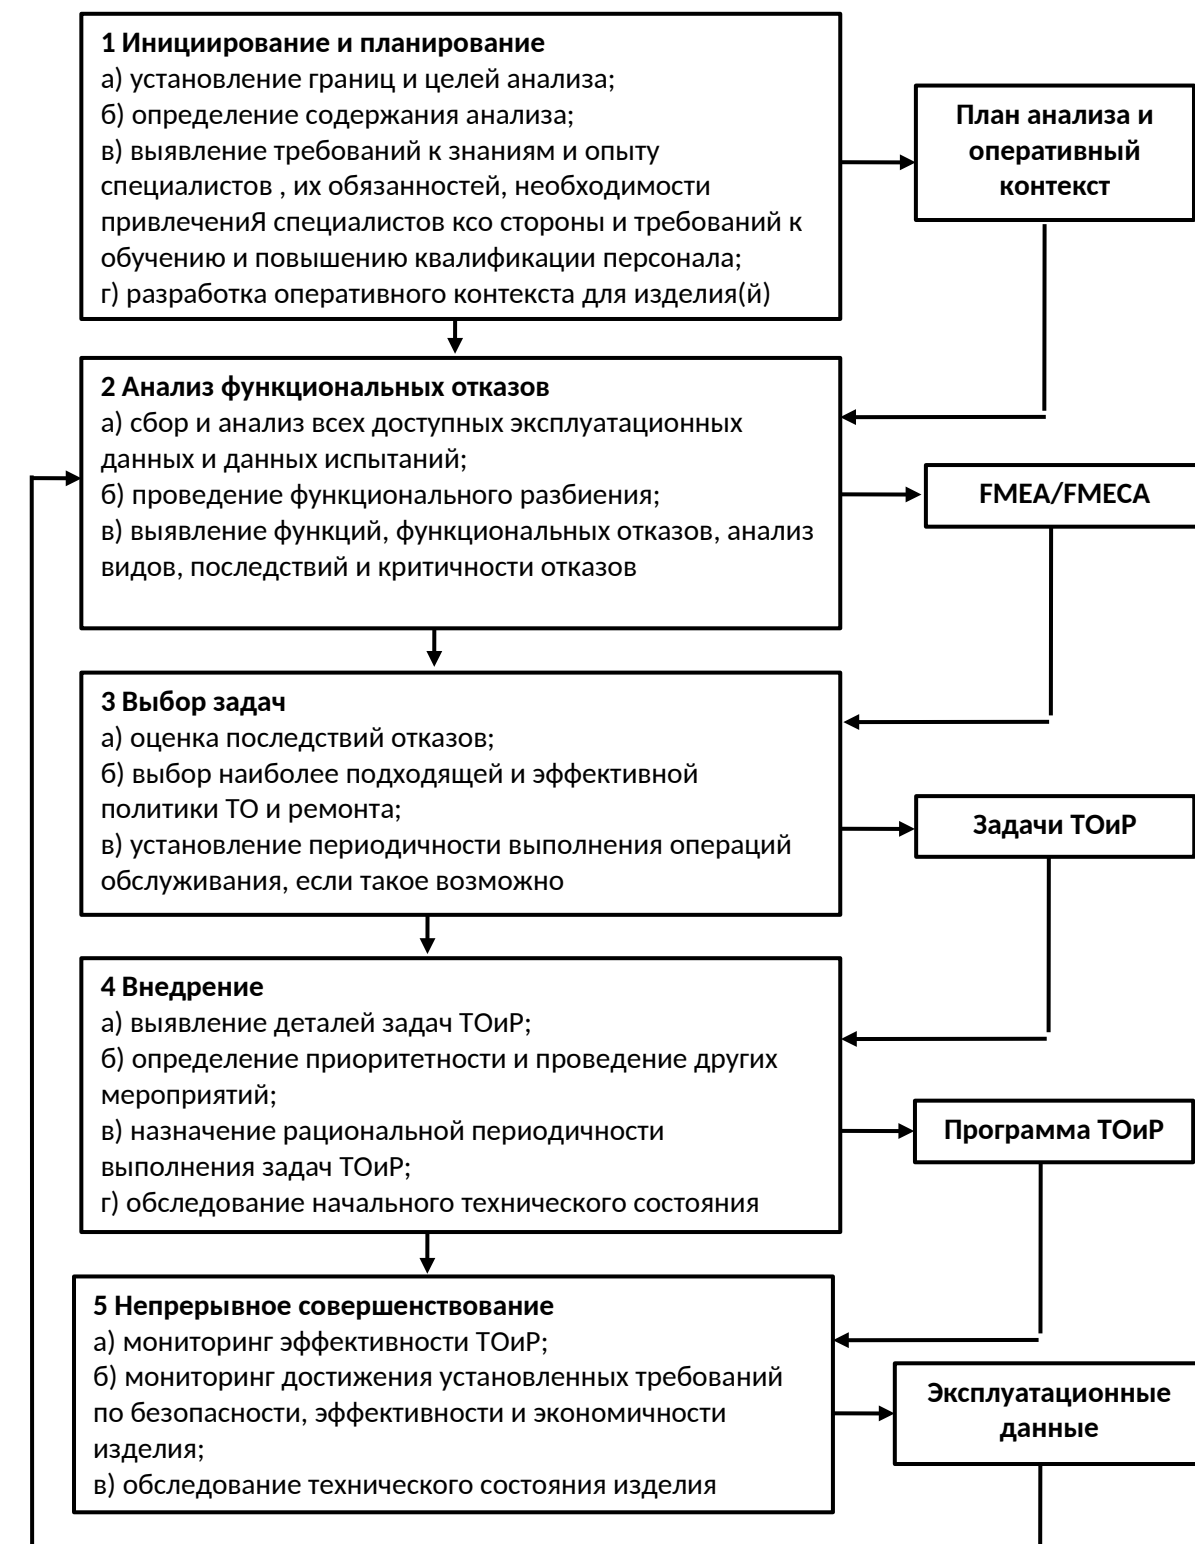 1 Инициирование и планирование
а) установление границ и целей анализа;
б) определение содержания анализа;
в) выявление требований к знаниям и опыту
специалистов , их обязанностей, необходимости
привлечениЯ специалистов ксо стороны и требований к
обучению и повышению квалификации персонала;
г) разработка оперативного контекста для изделия(й)
План анализа и
оперативный
контекст
2 Анализ функциональных отказов
а) сбор и анализ всех доступных эксплуатационных
данных и данных испытаний;
б) проведение функционального разбиения;
в) выявление функций, функциональных отказов, анализ
видов, последствий и критичности отказов
FMEA/FMECA
3 Выбор задач
а) оценка последствий отказов;
б) выбор наиболее подходящей и эффективной
политики ТО и ремонта;
в) установление периодичности выполнения операций
обслуживания, если такое возможно
Задачи ТОиР
4 Внедрение
а) выявление деталей задач ТОиР;
б) определение приоритетности и проведение других
мероприятий;
в) назначение рациональной периодичности
выполнения задач ТОиР;
г) обследование начального технического состояния
Программа ТОиР
5 Непрерывное совершенствование
а) мониторинг эффективности ТОиР;
б) мониторинг достижения установленных требований
по безопасности, эффективности и экономичности
изделия;
в) обследование технического состояния изделия
Эксплуатационные
данные